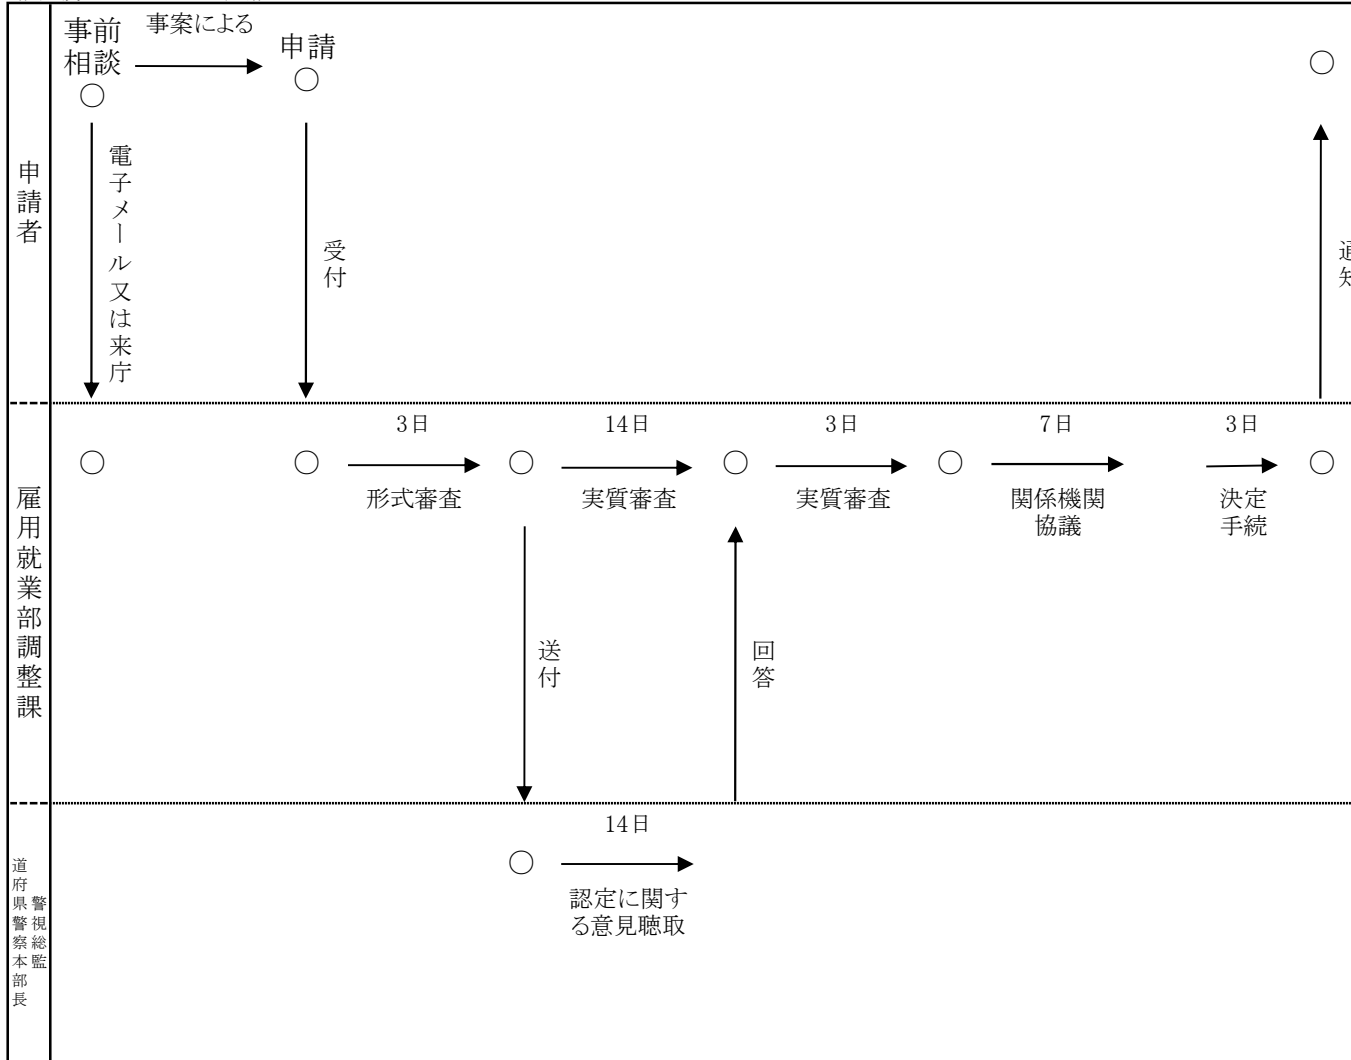 事前
相談
事案による
申請
申請者
電子メール又は来庁
受付
通知
雇用就業部調整課
3日
14日
3日
7日
3日
形式審査
実質審査
実質審査
関係機関
協議
決定
手続
送付
回答
警視総監
道府県警察本部長
14日
認定に関す
る意見聴取